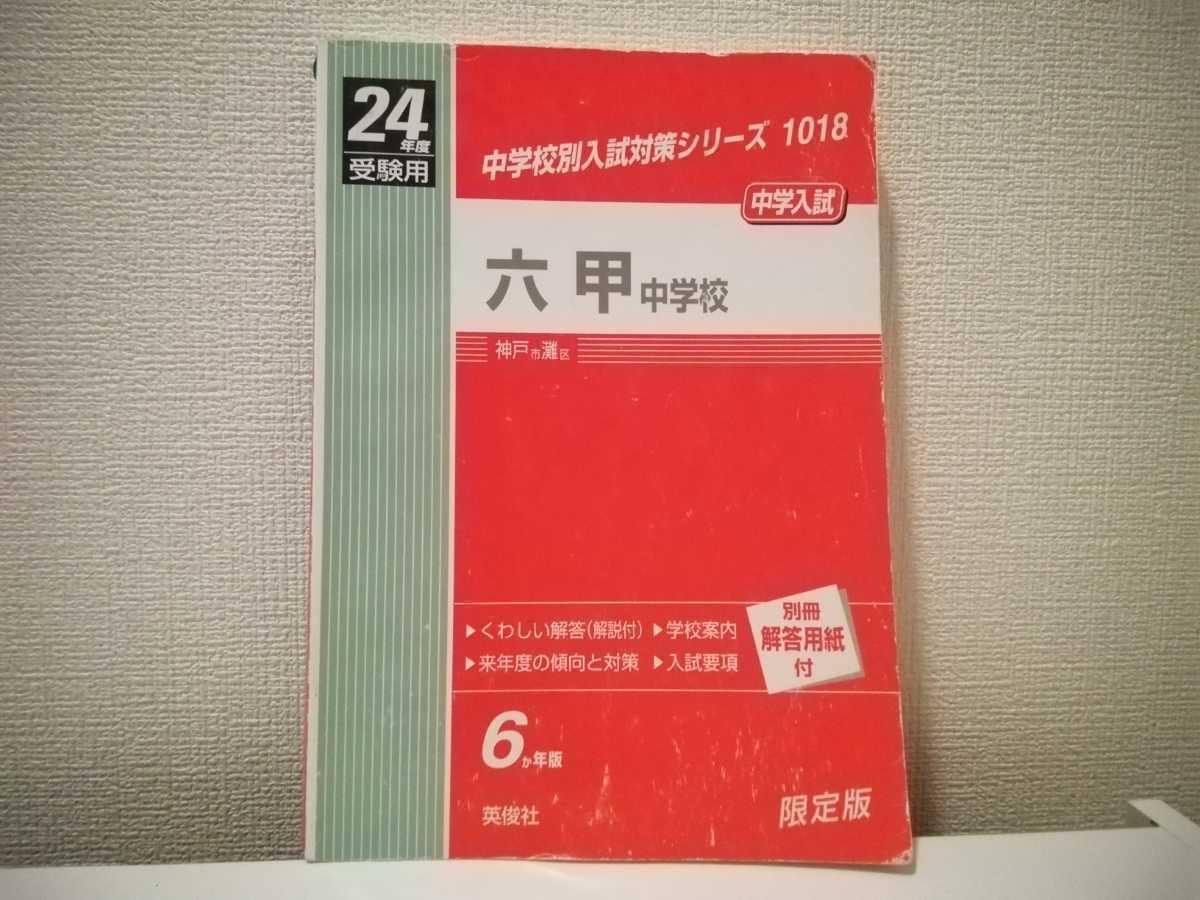 24年度
受験用
中学校別入試対策シリーズ 1018
中学入試
六甲中学校
神戸市灘区
▶くわしい解答(解説付) ▶学校案内
▶来年度の傾向と対策 ▶入試要項
別冊
解答用紙
付
6か年版
英俊社
限定版